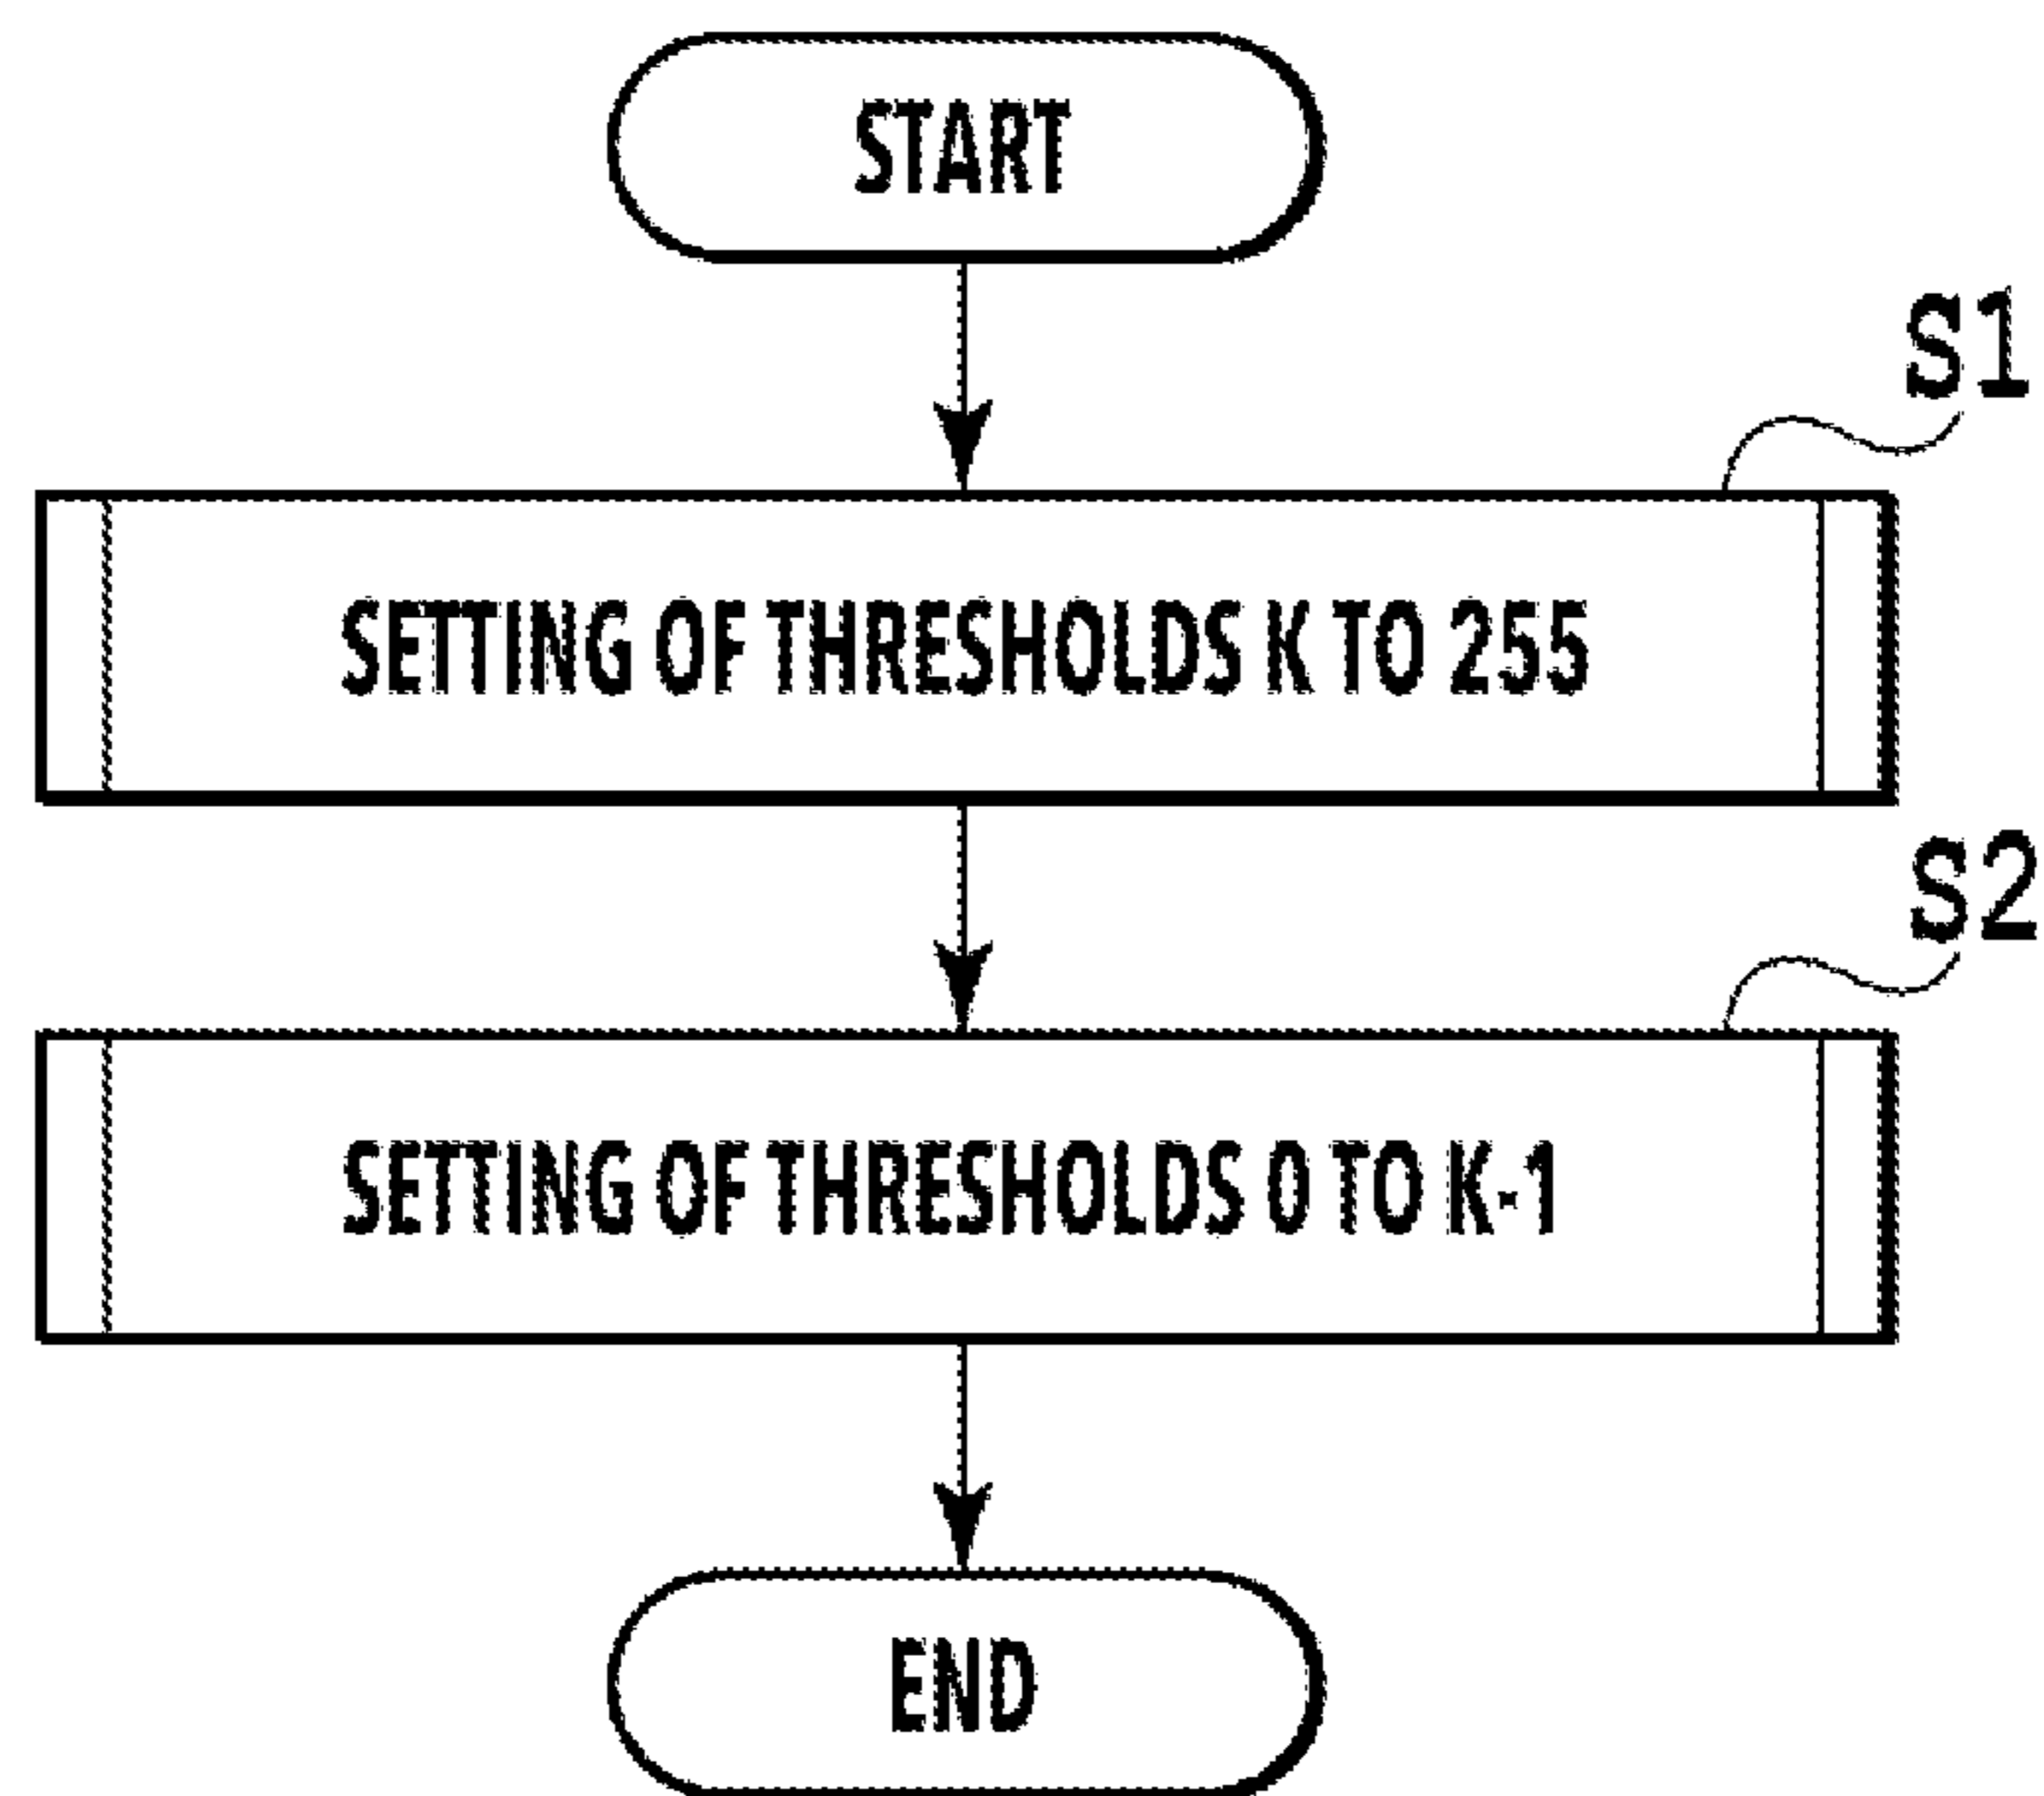 START
S1
SETTING OF THRESHOLDS K TO 255
S2
SETTING OF THRESHOLDS 0 TO K-1
END